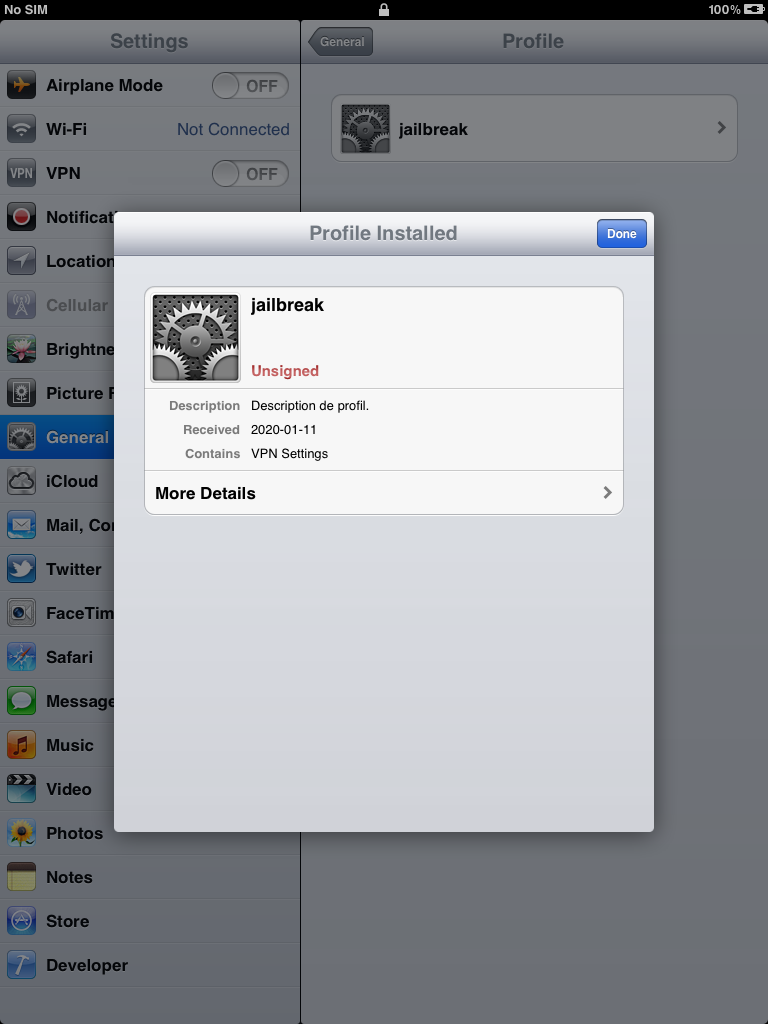 No SIM
100%
Settings
General
Profile
Airplane Mode
OFF
Wi-Fi
Not Connected
VPN
VPN
OFF
Notificat
Location
Cellular
Brightne
Picture F
General
iCloud
Mail, Co
Twitter
FaceTim
Safari
Message
Music
Video
Photos
Notes
Store
Developer
jailbreak
Profile Installed
Done
jailbreak
Unsigned
Description
Description de profil.
Received
2020-01-11
Contains
VPN Settings
More Details